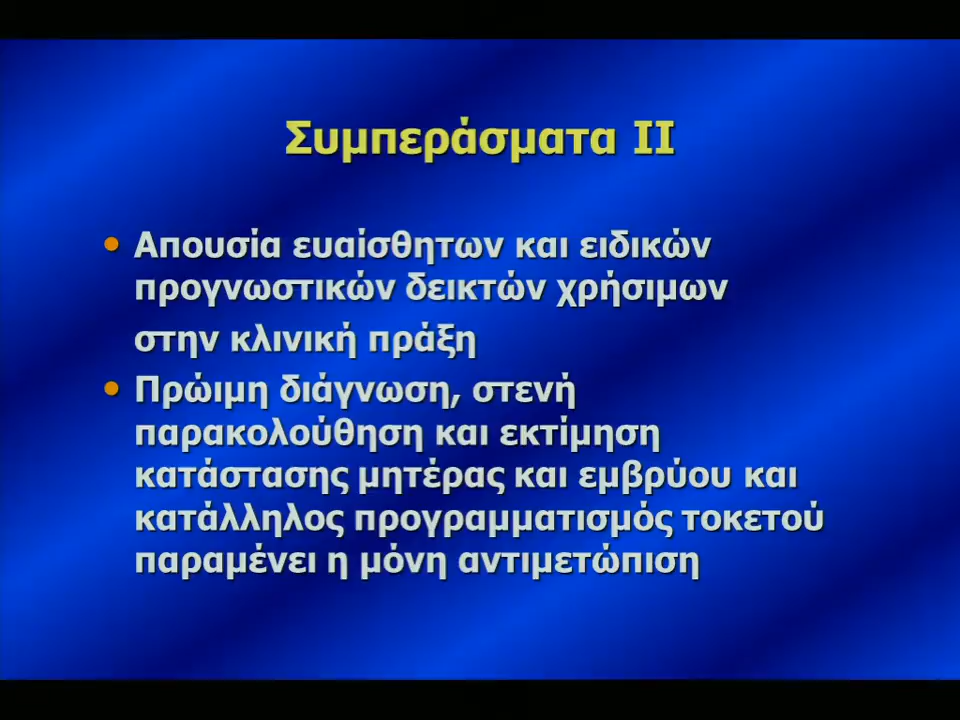 Συμπεράσματα ΙΙ
• Απουσία ευαίσθητων και ειδικών
προγνωστικών δεικτών χρήσιμων
στην κλινική πράξη
• Πρώιμη διάγνωση, στενή
παρακολούθηση και εκτίμηση
κατάστασης μητέρας και εμβρύου και
κατάλληλος προγραμματισμός τοκετού
παραμένει η μόνη αντιμετώπιση